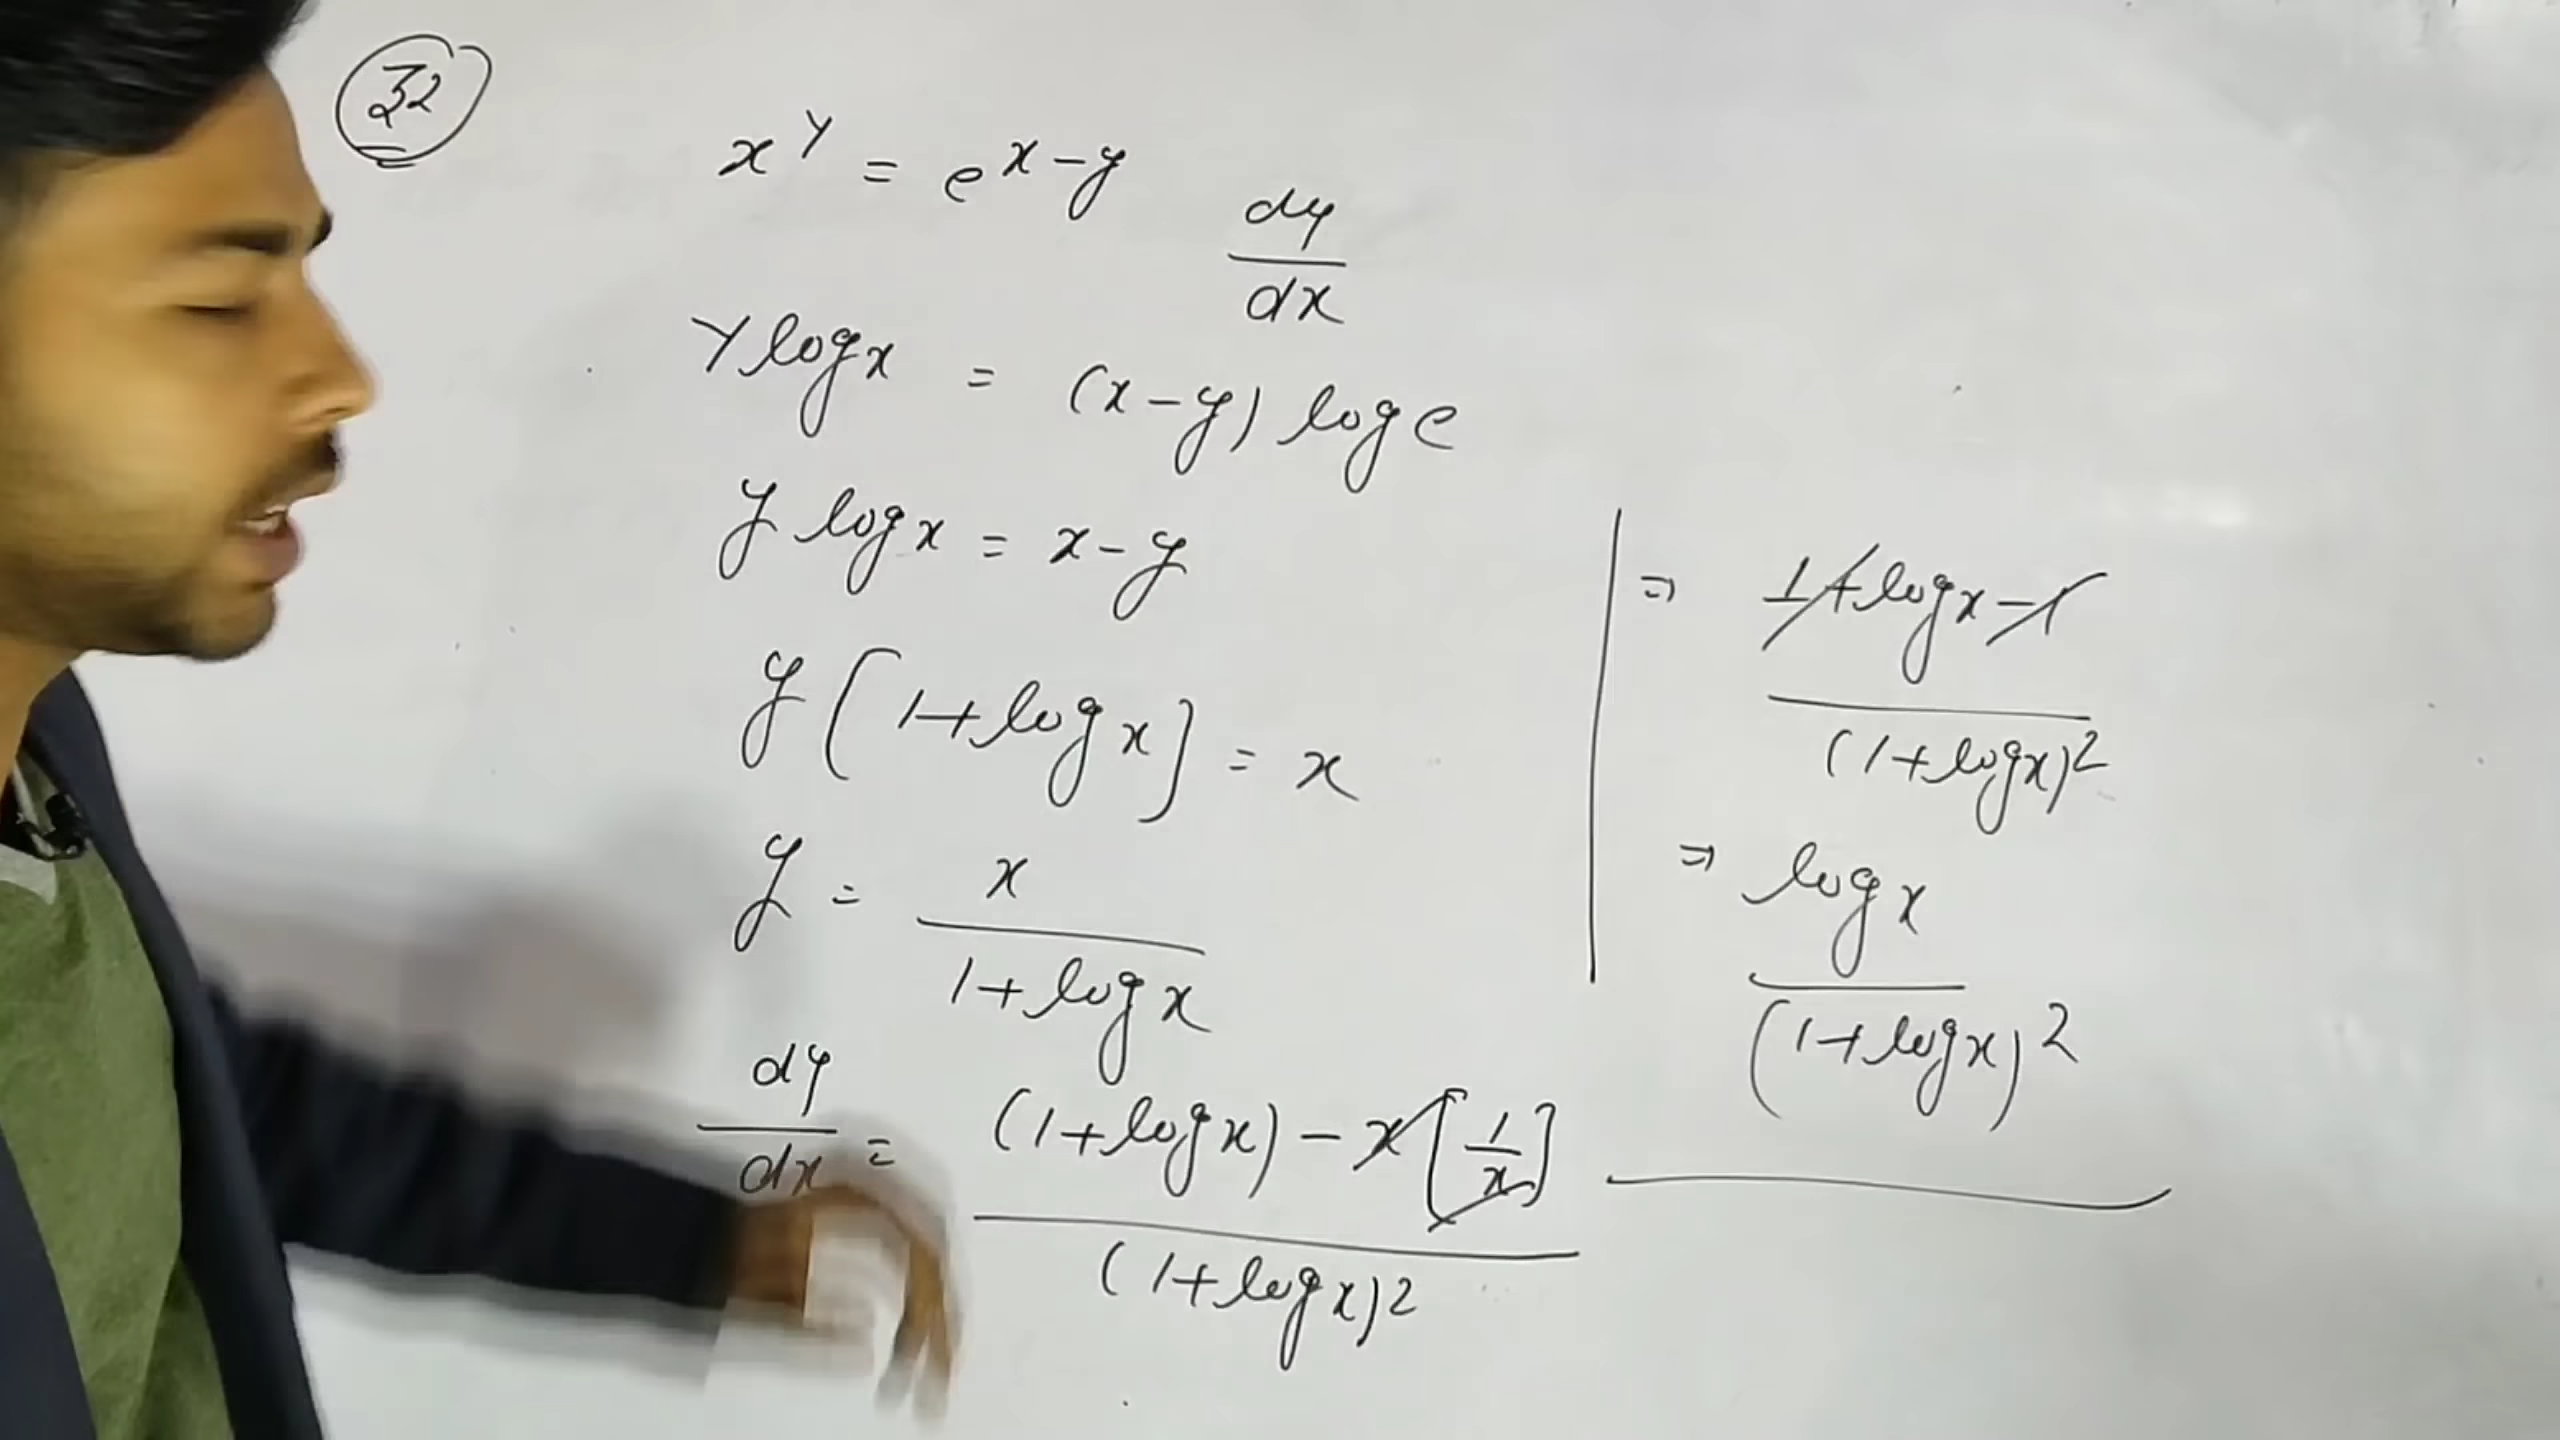 32
x^y = e^{x-y}
dy/dx
y log x = (x-y) log e
y log x = x-y
y [1+log x] = x
y = x/(1+log x)
dy/dx = ((1+log x) - x[1/x])/(1+log x)^2
⇒ (1+log x-1)/(1+log x)^2
⇒ log x/(1+log x)^2